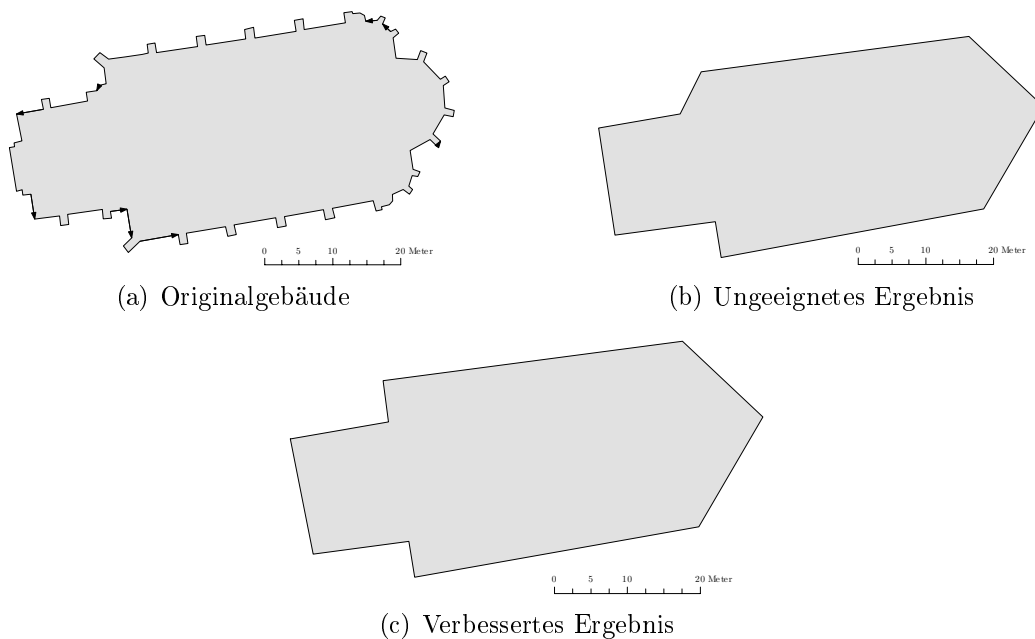 0 5 10 20 Meter
(a) Originalgebäude
0 5 10 20 Meter
(b) Ungeeignetes Ergebnis
0 5 10 20 Meter
(c) Verbessertes Ergebnis